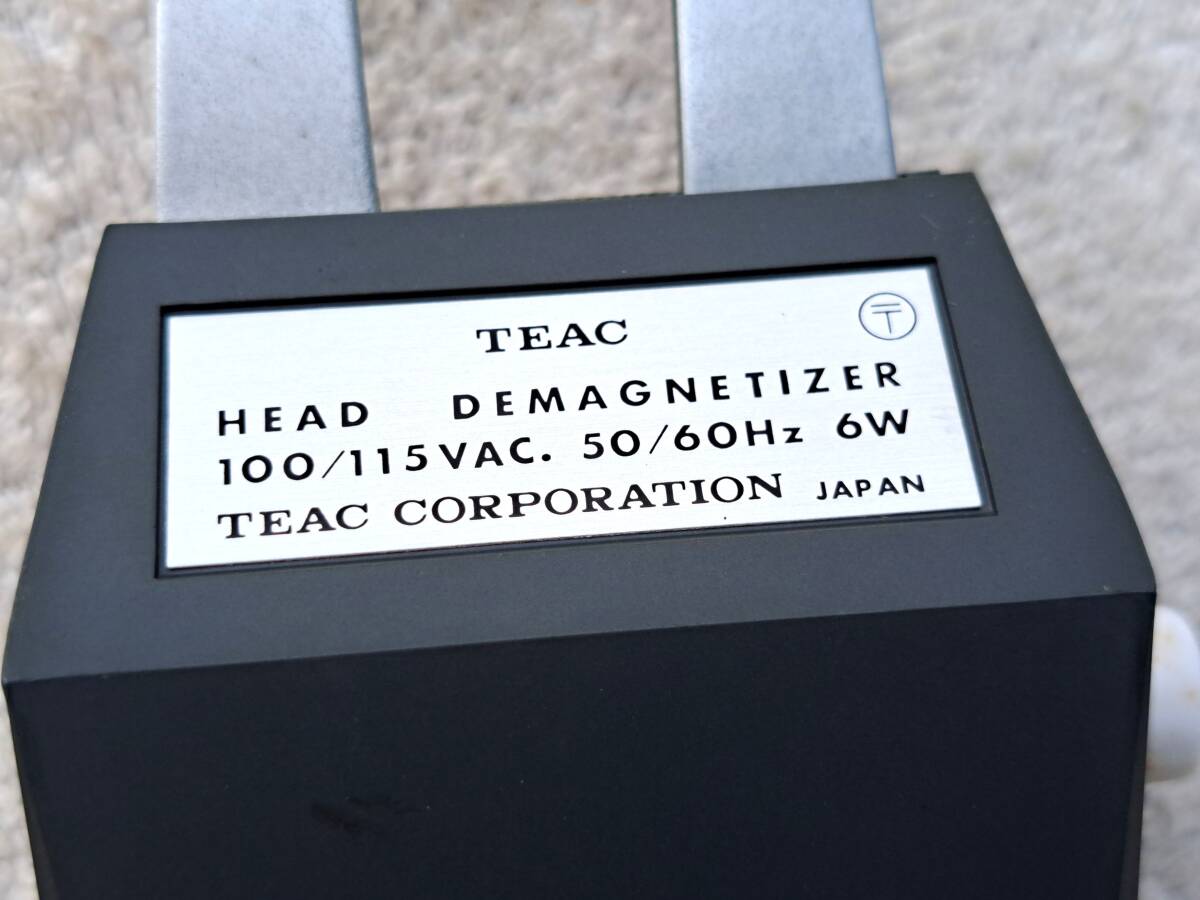 TEAC
〒
HEAD DEMAGNETIZER
100/115VAC. 50/60Hz 6W
TEAC CORPORATION JAPAN